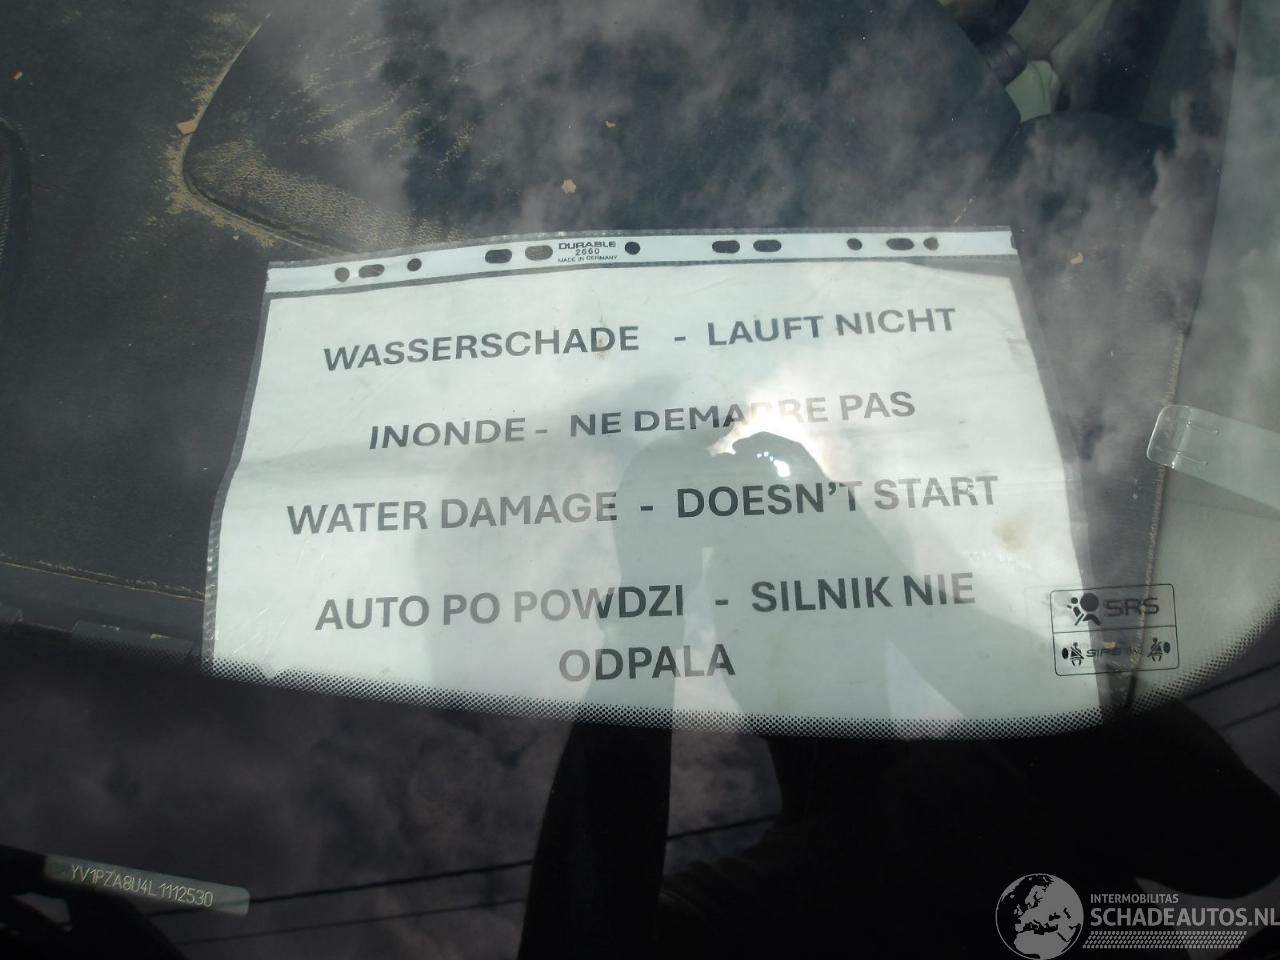 DURABLE
2660
MADE IN GERMANY
WASSERSCHADE - LAUFT NICHT
INONDE - NE DEMARRE PAS
WATER DAMAGE - DOESN'T START
AUTO PO POWDZI - SILNIK NIE
ODPALA
SRS
SIPS
YV1PZA8U4L1112530
INTERMOBILITAS
SCHADEAUTOS.NL